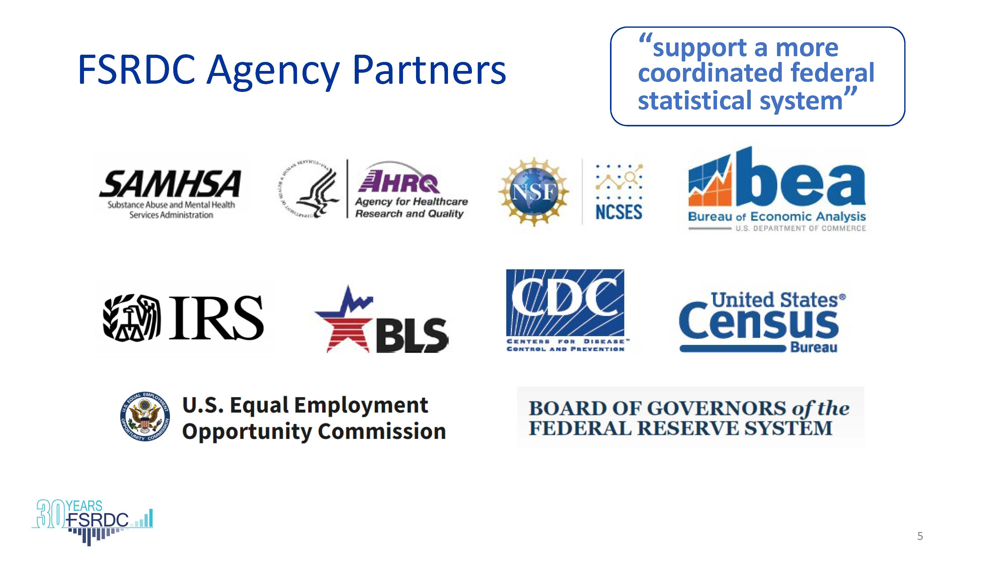 FSRDC Agency Partners
“support a more
coordinated federal
statistical system”
SAMHSA
Substance Abuse and Mental Health
Services Administration
DEPARTMENT OF HEALTH & HUMAN SERVICES • USA
AHRQ
Agency for Healthcare
Research and Quality
NSF
NCSES
bea
Bureau of Economic Analysis
U.S. DEPARTMENT OF COMMERCE
IRS
BLS
CDC
CENTERS FOR DISEASE™
CONTROL AND PREVENTION
United States®
Census
Bureau
U.S. EQUAL EMPLOYMENT
OPPORTUNITY COMMISSION
U.S. Equal Employment
Opportunity Commission
BOARD OF GOVERNORS of the
FEDERAL RESERVE SYSTEM
30 YEARS
FSRDC
5